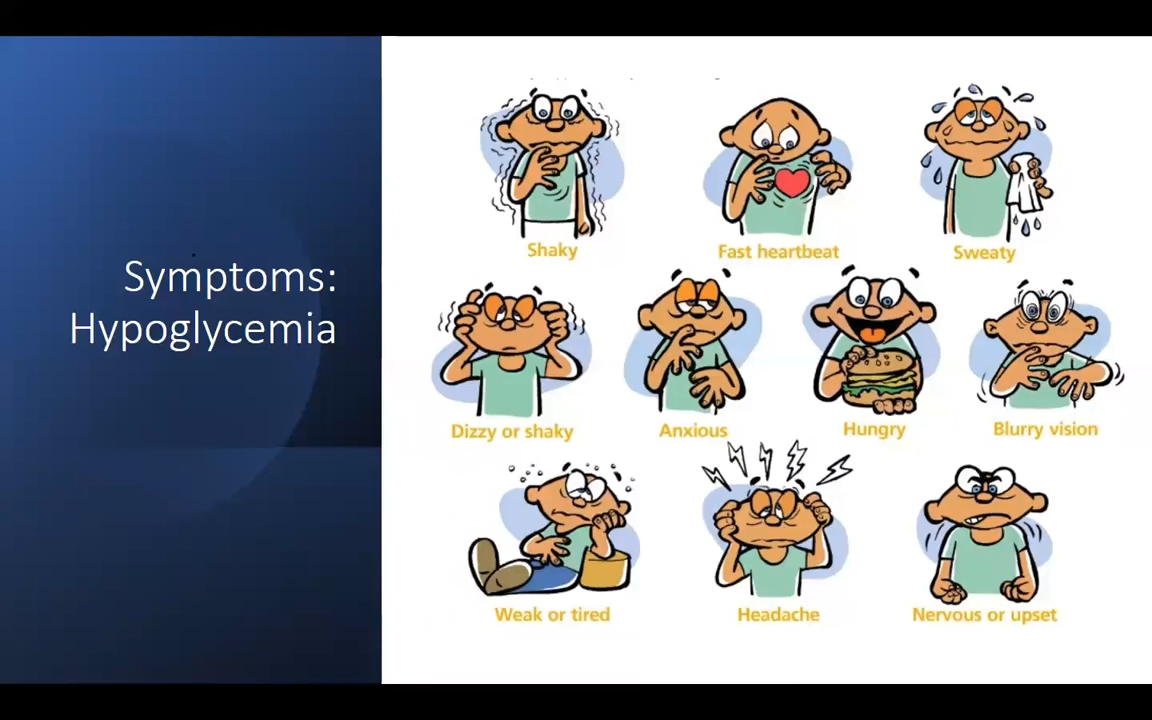 Symptoms:
Hypoglycemia
Shaky
Fast heartbeat
Sweaty
Dizzy or shaky
Anxious
Hungry
Blurry vision
Weak or tired
Headache
Nervous or upset